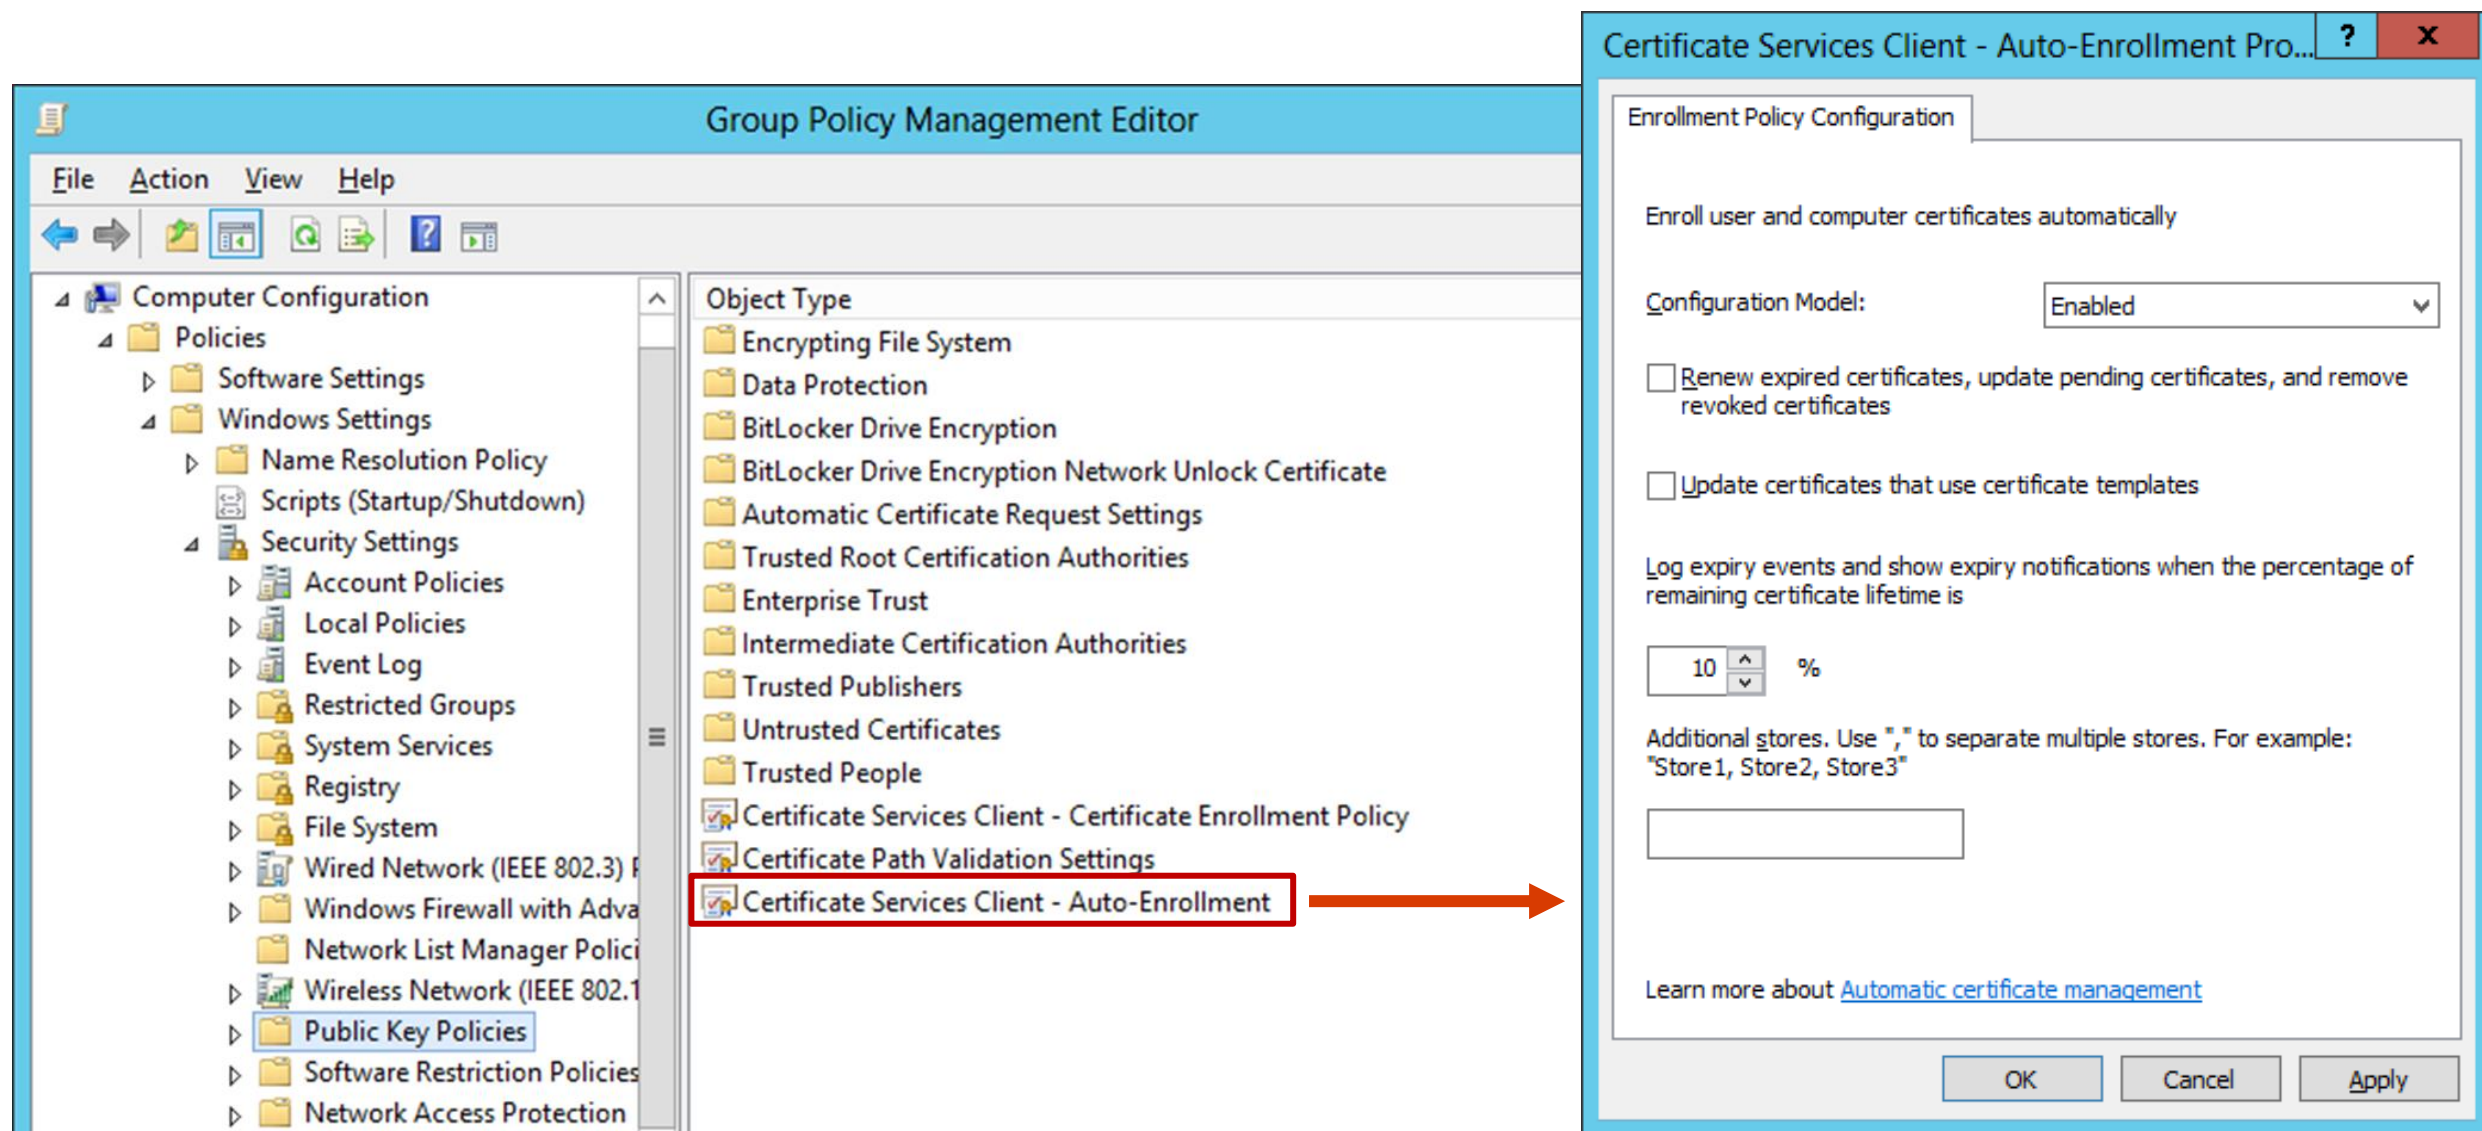 Group Policy Management Editor
File Action View Help
Computer Configuration
Policies
Software Settings
Windows Settings
Name Resolution Policy
Scripts (Startup/Shutdown)
Security Settings
Account Policies
Local Policies
Event Log
Restricted Groups
System Services
Registry
File System
Wired Network (IEEE 802.3)
Windows Firewall with Adva
Network List Manager Polici
Wireless Network (IEEE 802.1
Public Key Policies
Software Restriction Policies
Network Access Protection
Object Type
Encrypting File System
Data Protection
BitLocker Drive Encryption
BitLocker Drive Encryption Network Unlock Certificate
Automatic Certificate Request Settings
Trusted Root Certification Authorities
Enterprise Trust
Intermediate Certification Authorities
Trusted Publishers
Untrusted Certificates
Trusted People
Certificate Services Client - Certificate Enrollment Policy
Certificate Path Validation Settings
Certificate Services Client - Auto-Enrollment
Certificate Services Client - Auto-Enrollment Pro... ? x
Enrollment Policy Configuration
Enroll user and computer certificates automatically
Configuration Model: Enabled
Renew expired certificates, update pending certificates, and remove
revoked certificates
Update certificates that use certificate templates
Log expiry events and show expiry notifications when the percentage of
remaining certificate lifetime is
10 %
Additional stores. Use "," to separate multiple stores. For example:
"Store1, Store2, Store3"
Learn more about Automatic certificate management
OK Cancel Apply